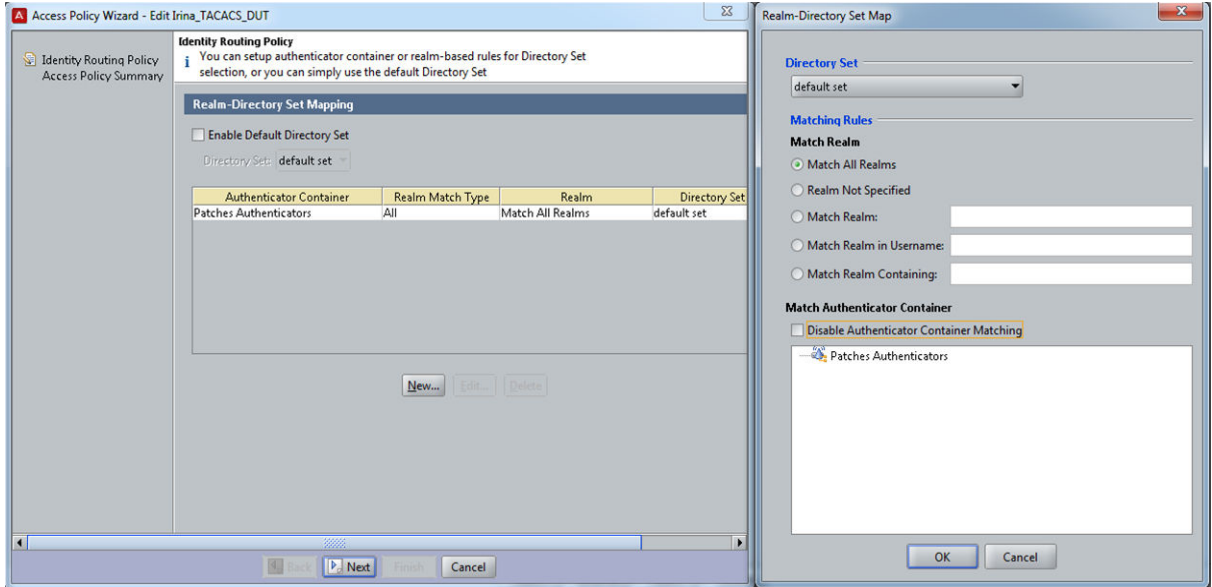 Access Policy Wizard - Edit Irina_TACACS_DUT
Identity Routing Policy
Access Policy Summary
Identity Routing Policy
You can setup authenticator container or realm-based rules for Directory Set
selection, or you can simply use the default Directory Set
Realm-Directory Set Mapping
Enable Default Directory Set
Directory Set: default set
Authenticator Container Realm Match Type Realm Directory Set
Patches Authenticators All Match All Realms default set
New... Edit... Delete
Back Next Finish Cancel
Realm-Directory Set Map
Directory Set
default set
Matching Rules
Match Realm
Match All Realms
Realm Not Specified
Match Realm:
Match Realm in Username:
Match Realm Containing:
Match Authenticator Container
Disable Authenticator Container Matching
Patches Authenticators
OK Cancel